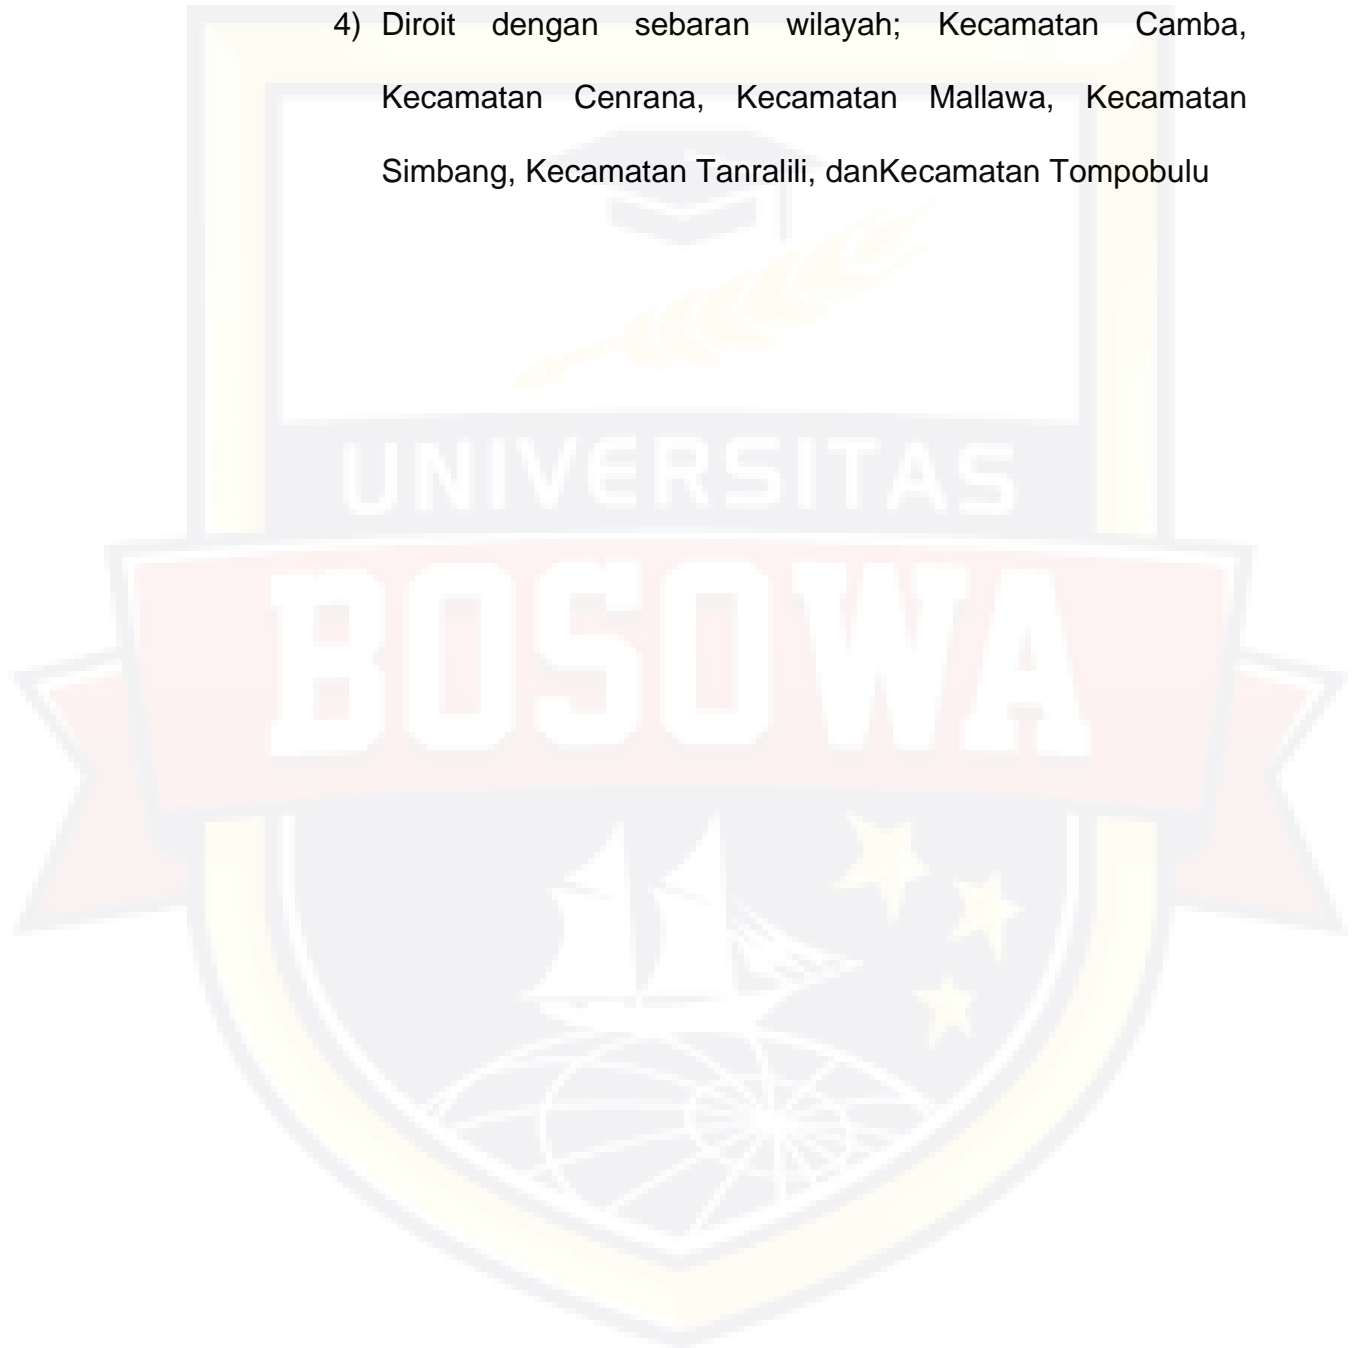 4) Diroit dengan sebaran wilayah; Kecamatan Camba,
Kecamatan Cenrana, Kecamatan Mallawa, Kecamatan
Simbang, Kecamatan Tanralili, danKecamatan Tompobulu
UNIVERSITAS
BOSOWA